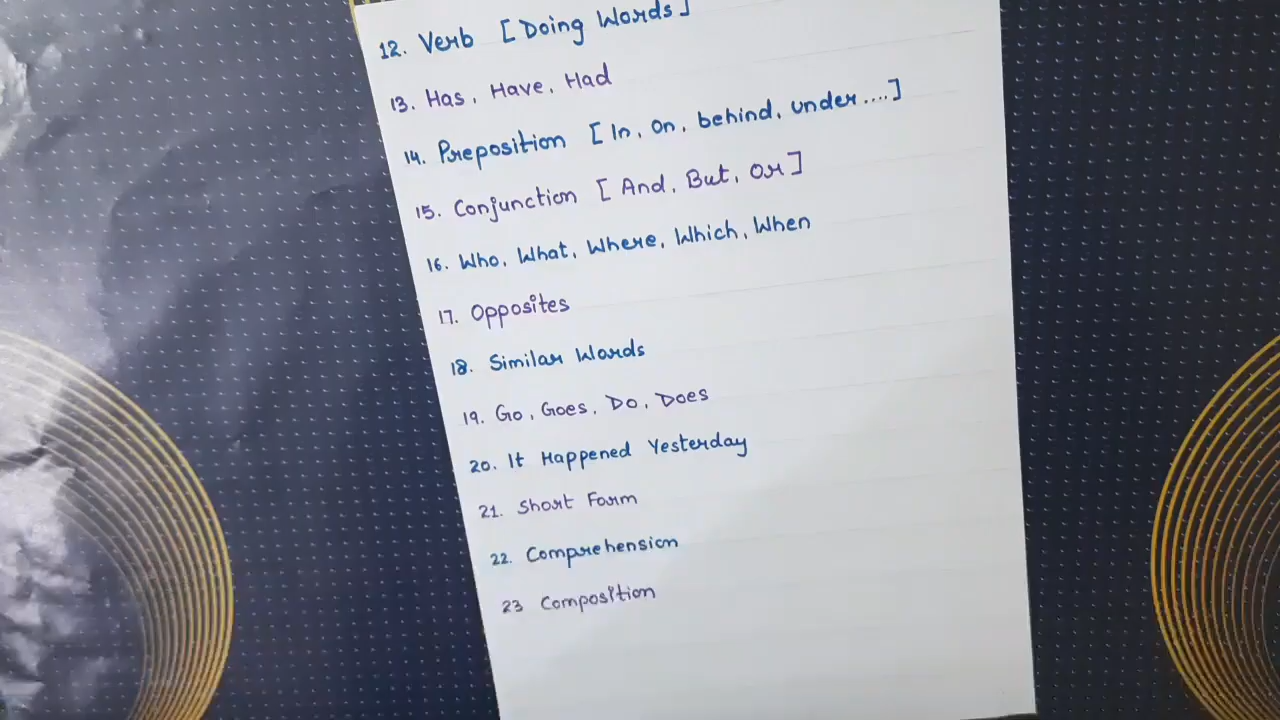 12. Verb [Doing Words]
13. Has, Have, Had
14. Preposition [In, On, behind, under....]
15. Conjunction [And, But, Or]
16. Who, What, Where, Which, When
17. Opposites
18. Similar Words
19. Go, Goes, Do, Does
20. It Happened Yesterday
21. Short Form
22. Comprehension
23 Composition